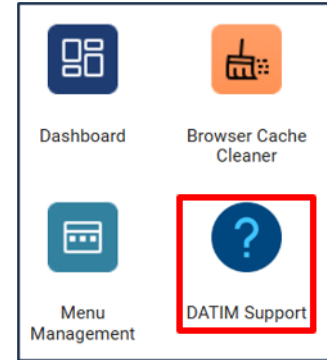 Dashboard
Browser Cache
Cleaner
?
Menu
Management
DATIM Support